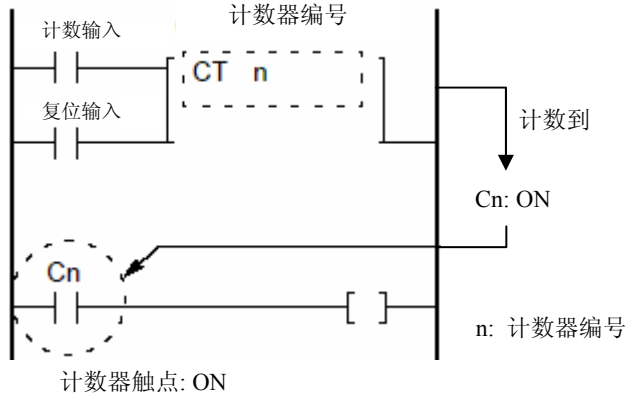 计数器编号
计数输入
CT n
复位输入
计数到
Cn: ON
Cn
n: 计数器编号
计数器触点: ON